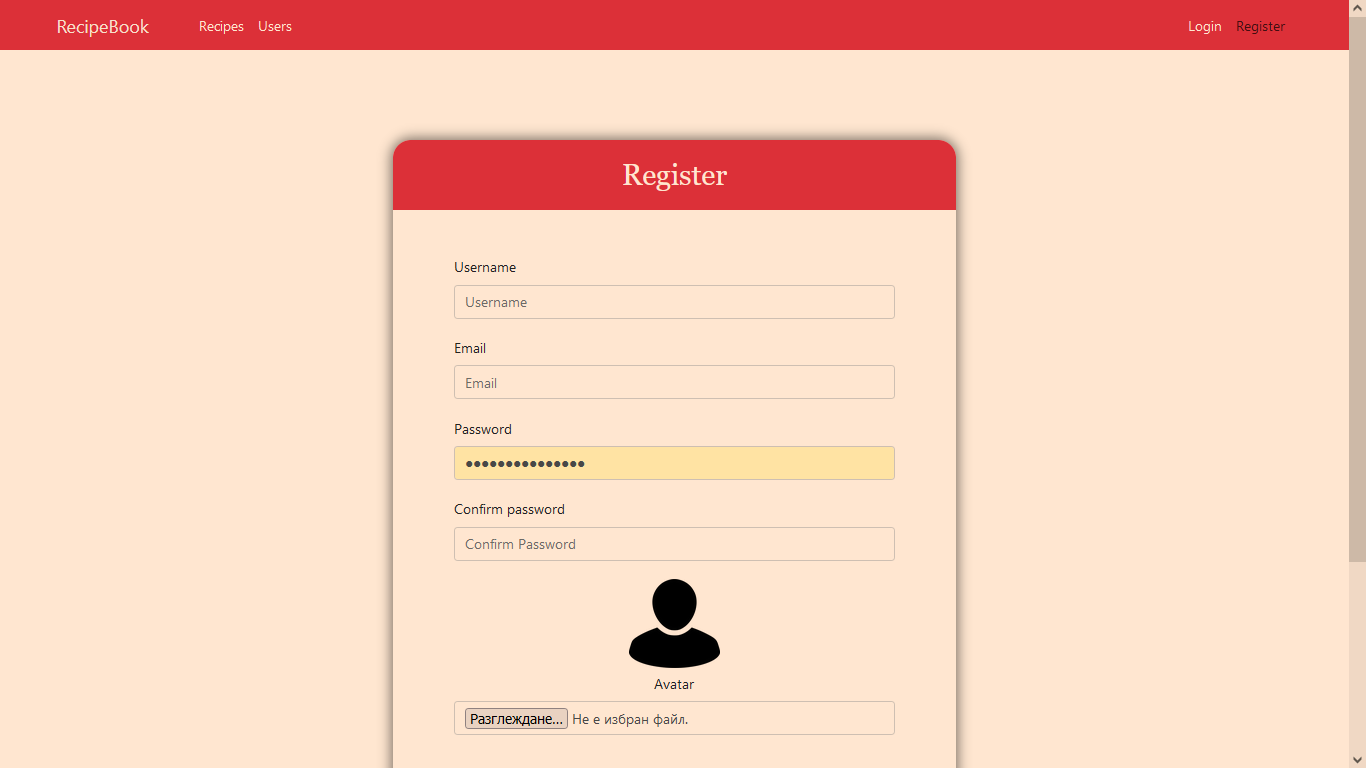 RecipeBook Recipes Users Login Register
Register
Username
Username
Email
Email
Password
●●●●●●●●●●●●●●●
Confirm password
Confirm Password
Avatar
Разглеждане... Не е избран файл.